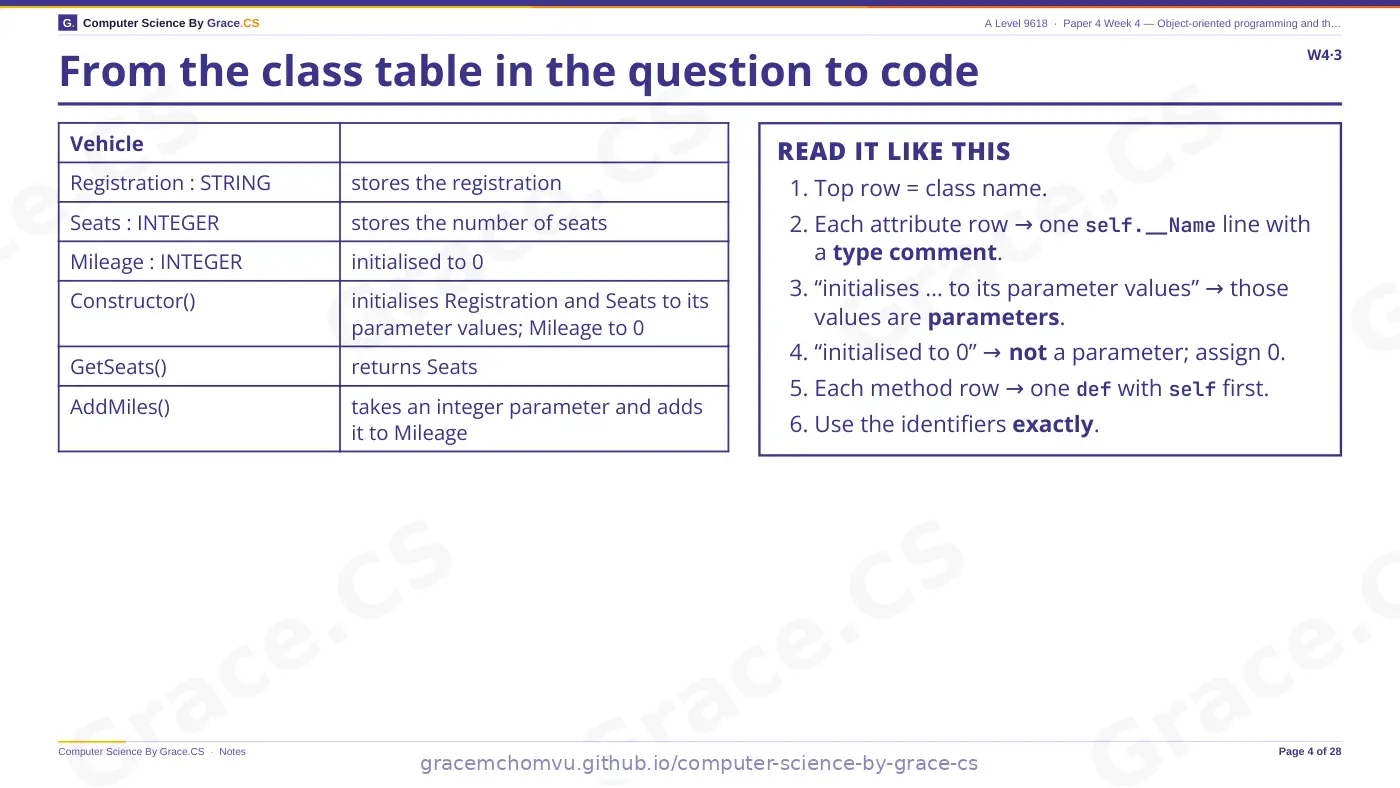 G. Computer Science By Grace.CS
A Level 9618 · Paper 4 Week 4 — Object-oriented programming and th…
From the class table in the question to code
W4·3
Vehicle
Registration : STRING
stores the registration
Seats : INTEGER
stores the number of seats
Mileage : INTEGER
initialised to 0
Constructor()
initialises Registration and Seats to its
parameter values; Mileage to 0
GetSeats()
returns Seats
AddMiles()
takes an integer parameter and adds
it to Mileage
READ IT LIKE THIS
1. Top row = class name.
2. Each attribute row → one self.__Name line with
a type comment.
3. “initialises … to its parameter values” → those
values are parameters.
4. “initialised to 0” → not a parameter; assign 0.
5. Each method row → one def with self first.
6. Use the identifiers exactly.
Grace.CS
Computer Science By Grace.CS · Notes
gracemchomvu.github.io/computer-science-by-grace-cs
Page 4 of 28